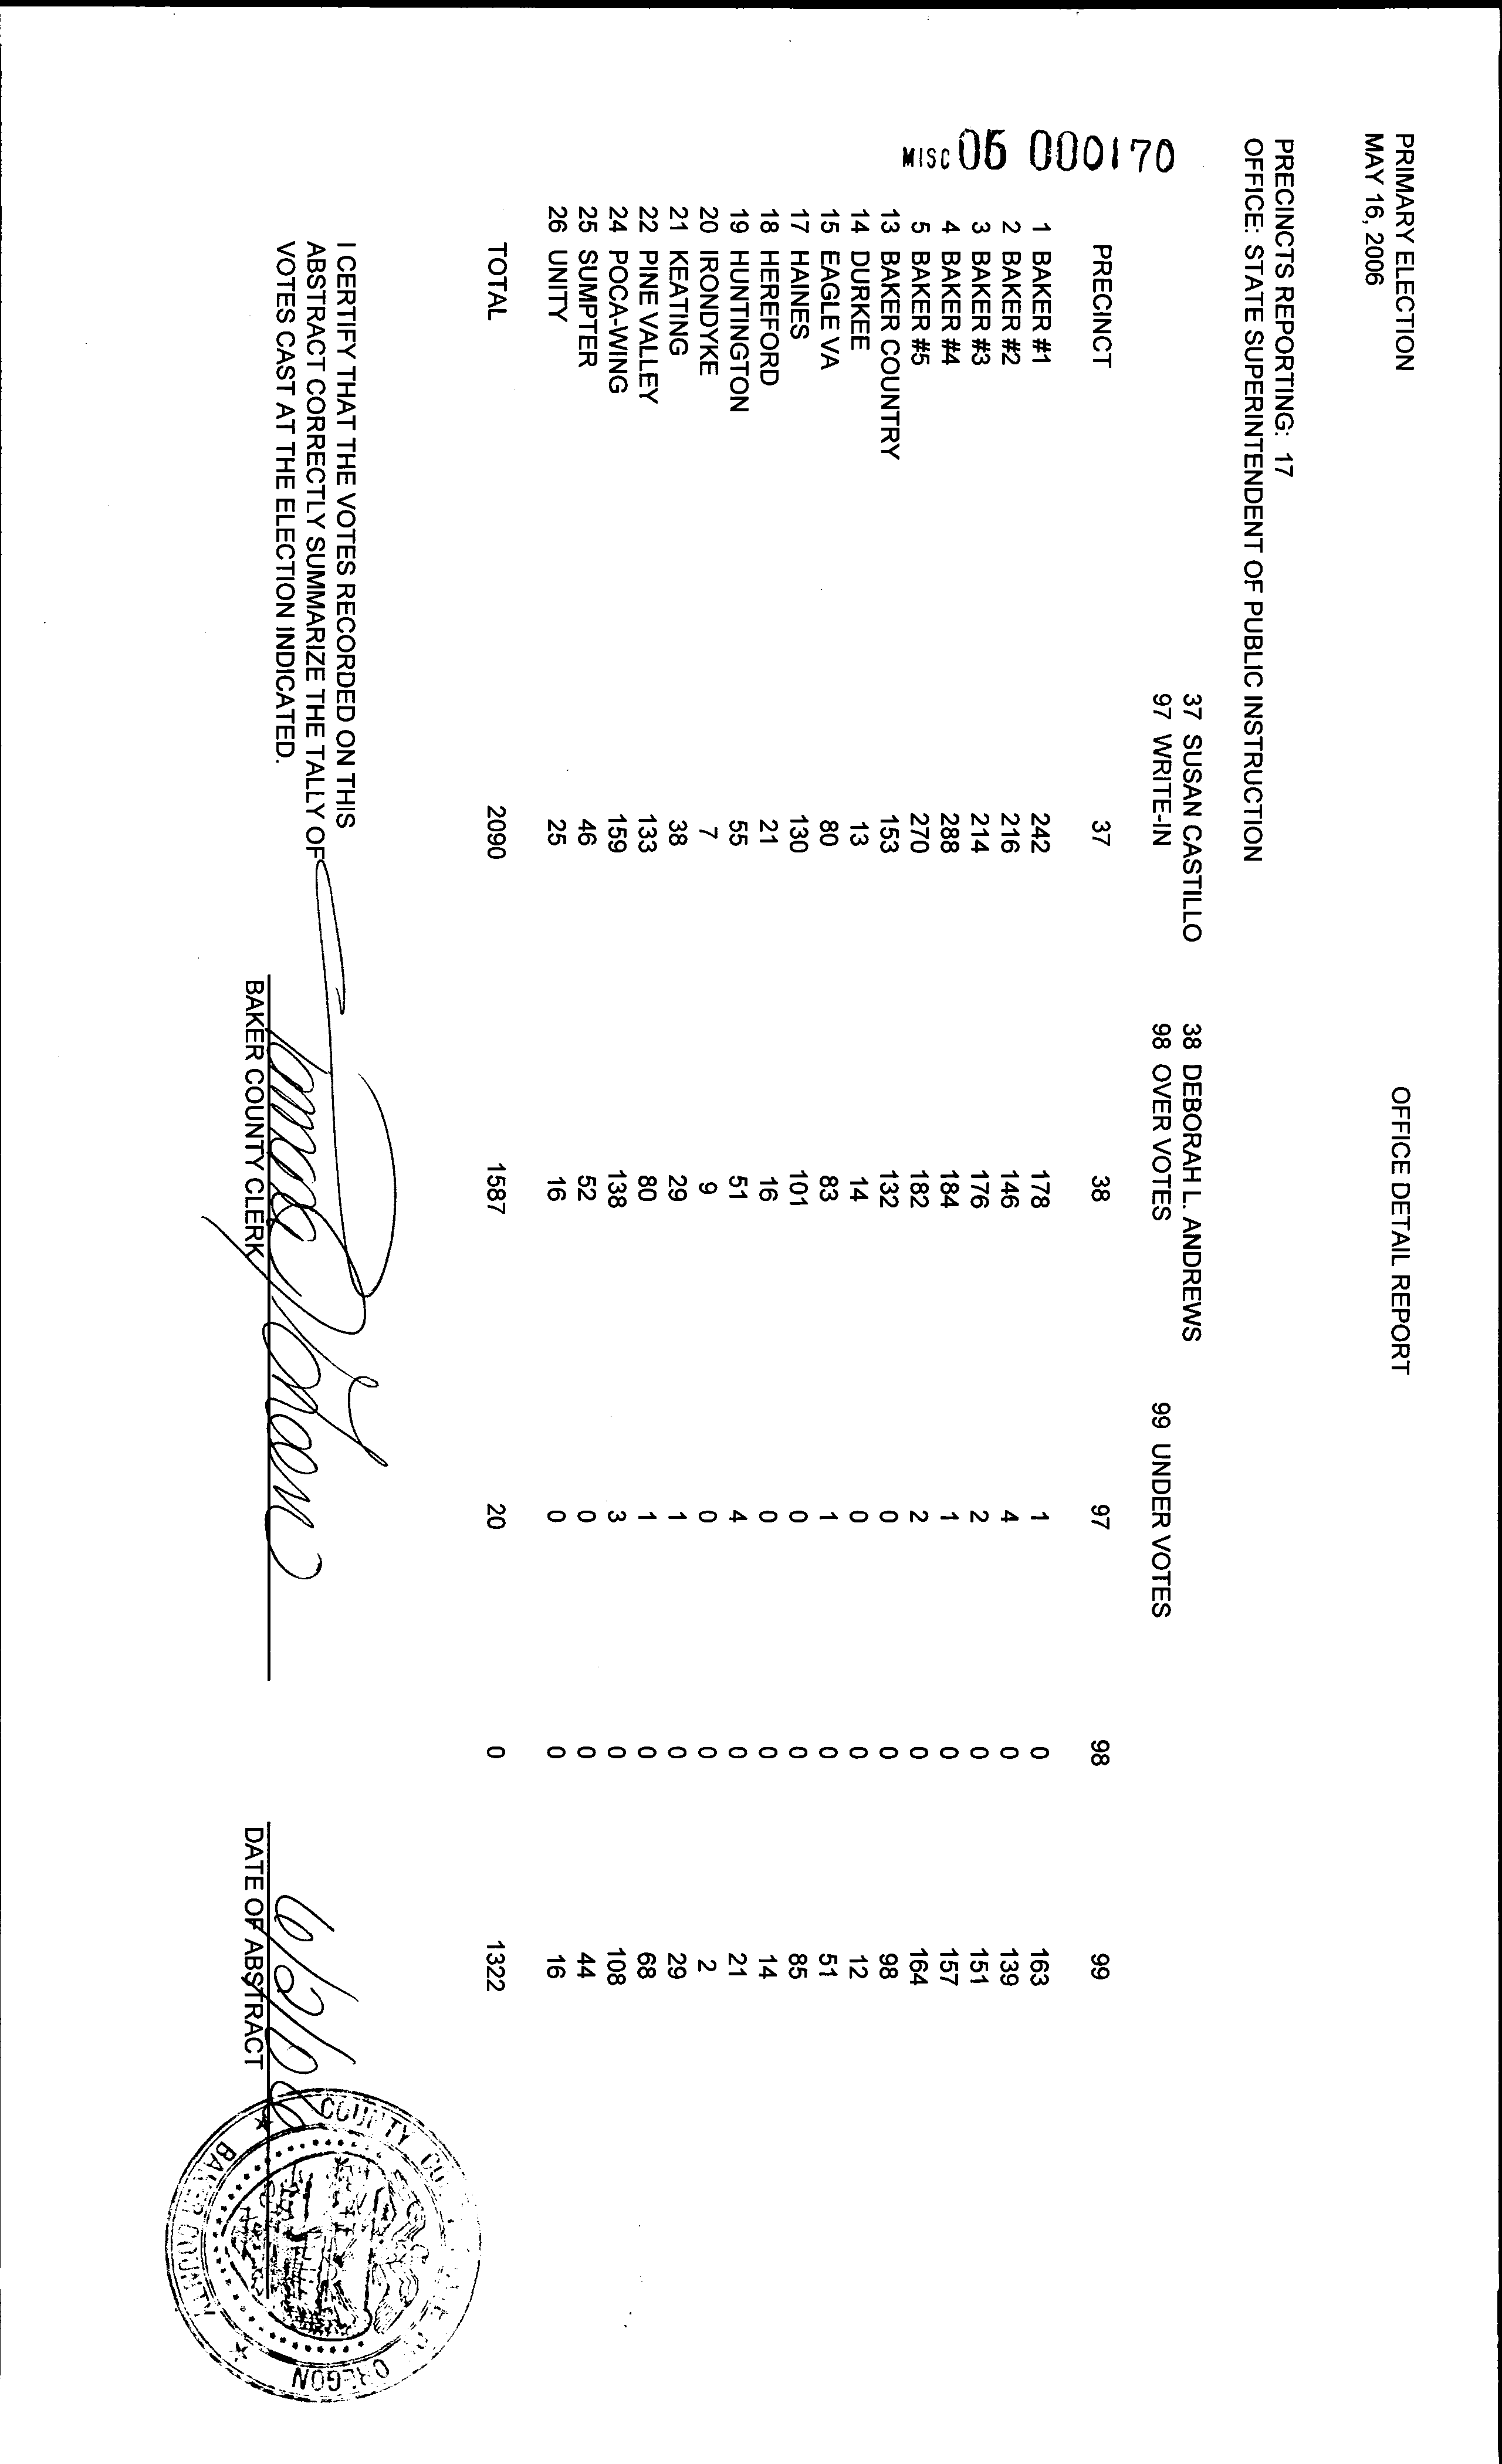 PRIMARY ELECTION
MAY 16, 2006
OFFICE DETAIL REPORT
PRECINCTS REPORTING: 17
OFFICE: STATE SUPERINTENDENT OF PUBLIC INSTRUCTION
37 SUSAN CASTILLO 38 DEBORAH L. ANDREWS
97 WRITE-IN 98 OVER VOTES 99 UNDER VOTES
MISC 06 000170
PRECINCT 37 38 97 98 99
1 BAKER #1 242 178 1 0 163
2 BAKER #2 216 146 4 0 139
3 BAKER #3 214 176 2 0 151
4 BAKER #4 288 184 1 0 157
5 BAKER #5 270 182 2 0 164
13 BAKER COUNTRY 153 132 0 0 98
14 DURKEE 13 14 0 0 12
15 EAGLE VA 80 83 1 0 51
17 HAINES 130 101 0 0 85
18 HEREFORD 21 16 0 0 14
19 HUNTINGTON 55 51 4 0 21
20 IRONDYKE 7 9 0 0 2
21 KEATING 38 29 1 0 29
22 PINE VALLEY 133 80 1 0 68
24 POCA-WING 159 138 3 0 108
25 SUMPTER 46 52 0 0 44
26 UNITY 25 16 0 0 16
TOTAL 2090 1587 20 0 1322
I CERTIFY THAT THE VOTES RECORDED ON THIS
ABSTRACT CORRECTLY SUMMARIZE THE TALLY OF
VOTES CAST AT THE ELECTION INDICATED.
6/2/06
BAKER COUNTY CLERK DATE OF ABSTRACT
COUNTY OREGON
BAKER COUNTY